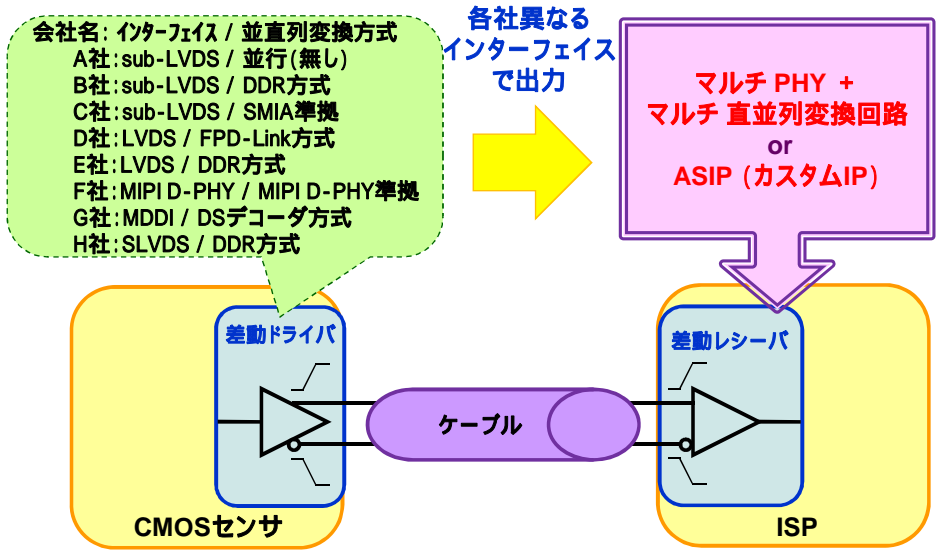 会社名: インターフェイス / 並直列変換方式
A社:sub-LVDS / 並行(無し)
B社:sub-LVDS / DDR方式
C社:sub-LVDS / SMIA準拠
D社:LVDS / FPD-Link方式
E社:LVDS / DDR方式
F社:MIPI D-PHY / MIPI D-PHY準拠
G社:MDDI / DSデコーダ方式
H社:SLVDS / DDR方式
各社異なる
インターフェイス
で出力
マルチ PHY +
マルチ 直並列変換回路
or
ASIP (カスタムIP)
差動ドライバ
差動レシーバ
ケーブル
CMOSセンサ
ISP